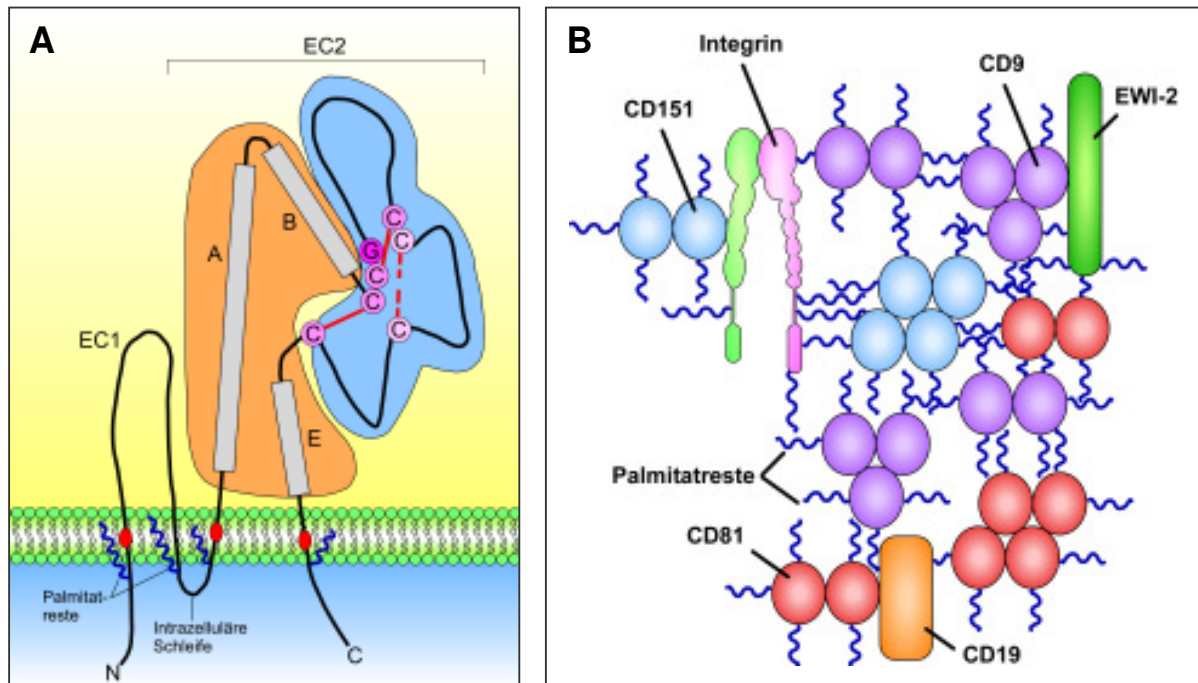 A
EC2
A
B
G
C
C
C
C
C
C
EC1
E
Palmitat-
reste
Intrazelluläre
Schleife
N
C
B
Integrin
CD9
CD151
EWI-2
Palmitatreste
CD81
CD19